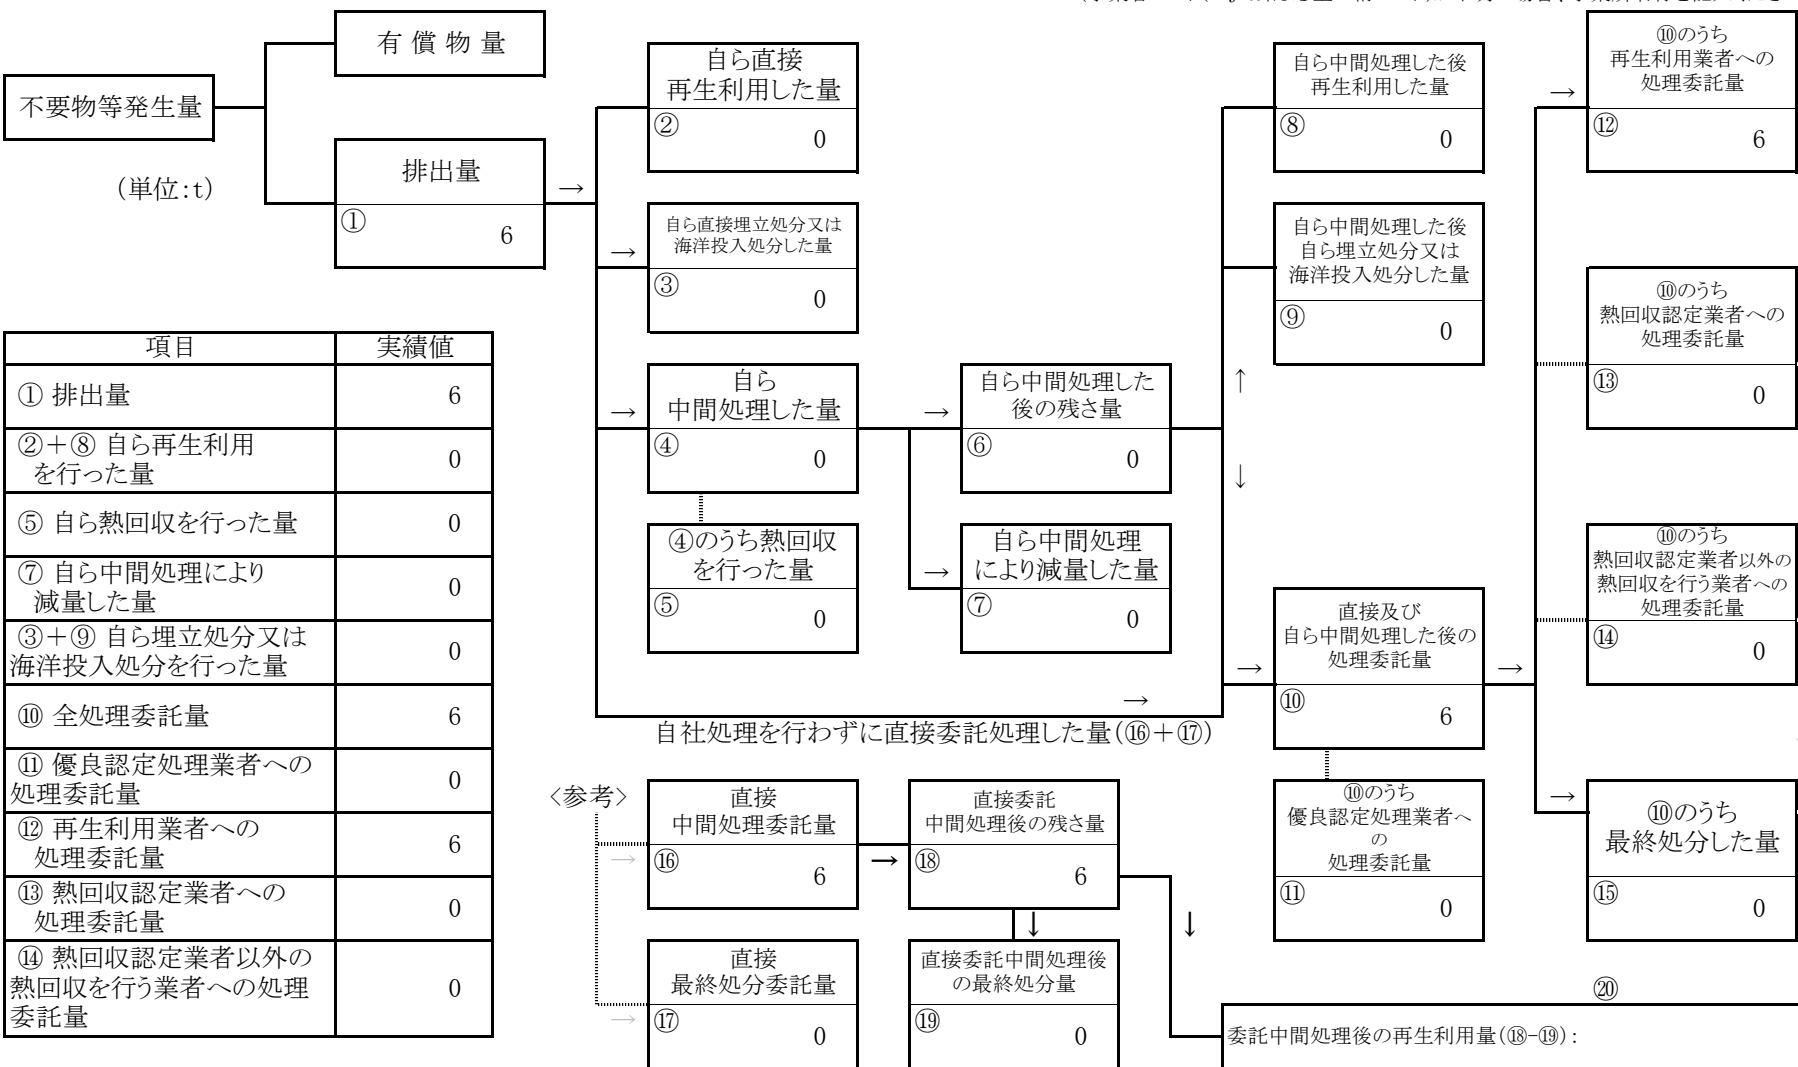 有 償 物 量
不要物等発生量
(単位:t)
排出量
①
6
→
自ら直接
再生利用した量
②
0
→
自ら直接埋立処分又は
海洋投入処分した量
③
0
→
自ら
中間処理した量
④
0
④のうち熱回収
を行った量
⑤
0
→
自ら中間処理した
後の残さ量
⑥
0
→
自ら中間処理
により減量した量
⑦
0
自ら中間処理した後
再生利用した量
⑧
0
自ら中間処理した後
自ら埋立処分又は
海洋投入処分した量
⑨
0
↑
↓
→
直接及び
自ら中間処理した後の
処理委託量
⑩
6
→
⑩のうち
優良認定処理業者へ
の
処理委託量
⑪
0
→
⑩のうち
再生利用業者への
処理委託量
⑫
6
⑩のうち
熱回収認定業者への
処理委託量
⑬
0
⑩のうち
熱回収認定業者以外の
熱回収を行う業者への
処理委託量
⑭
0
→
⑩のうち
最終処分した量
⑮
0
→
自社処理を行わずに直接委託処理した量(⑯+⑰)
項目 実績値
① 排出量 6
②+⑧ 自ら再生利用
を行った量 0
⑤ 自ら熱回収を行った量 0
⑦ 自ら中間処理により
減量した量 0
③+⑨ 自ら埋立処分又は
海洋投入処分を行った量 0
⑩ 全処理委託量 6
⑪ 優良認定処理業者への
処理委託量 0
⑫ 再生利用業者への
処理委託量 6
⑬ 熱回収認定業者への
処理委託量 0
⑭ 熱回収認定業者以外の
熱回収を行う業者への処理
委託量 0
<参考>
→
直接
中間処理委託量
⑯
6
→
直接委託
中間処理後の残さ量
⑱
6
↓
↓
→
直接
最終処分委託量
⑰
0
直接委託中間処理後
の最終処分量
⑲
0
⑳
委託中間処理後の再生利用量(⑱-⑲):